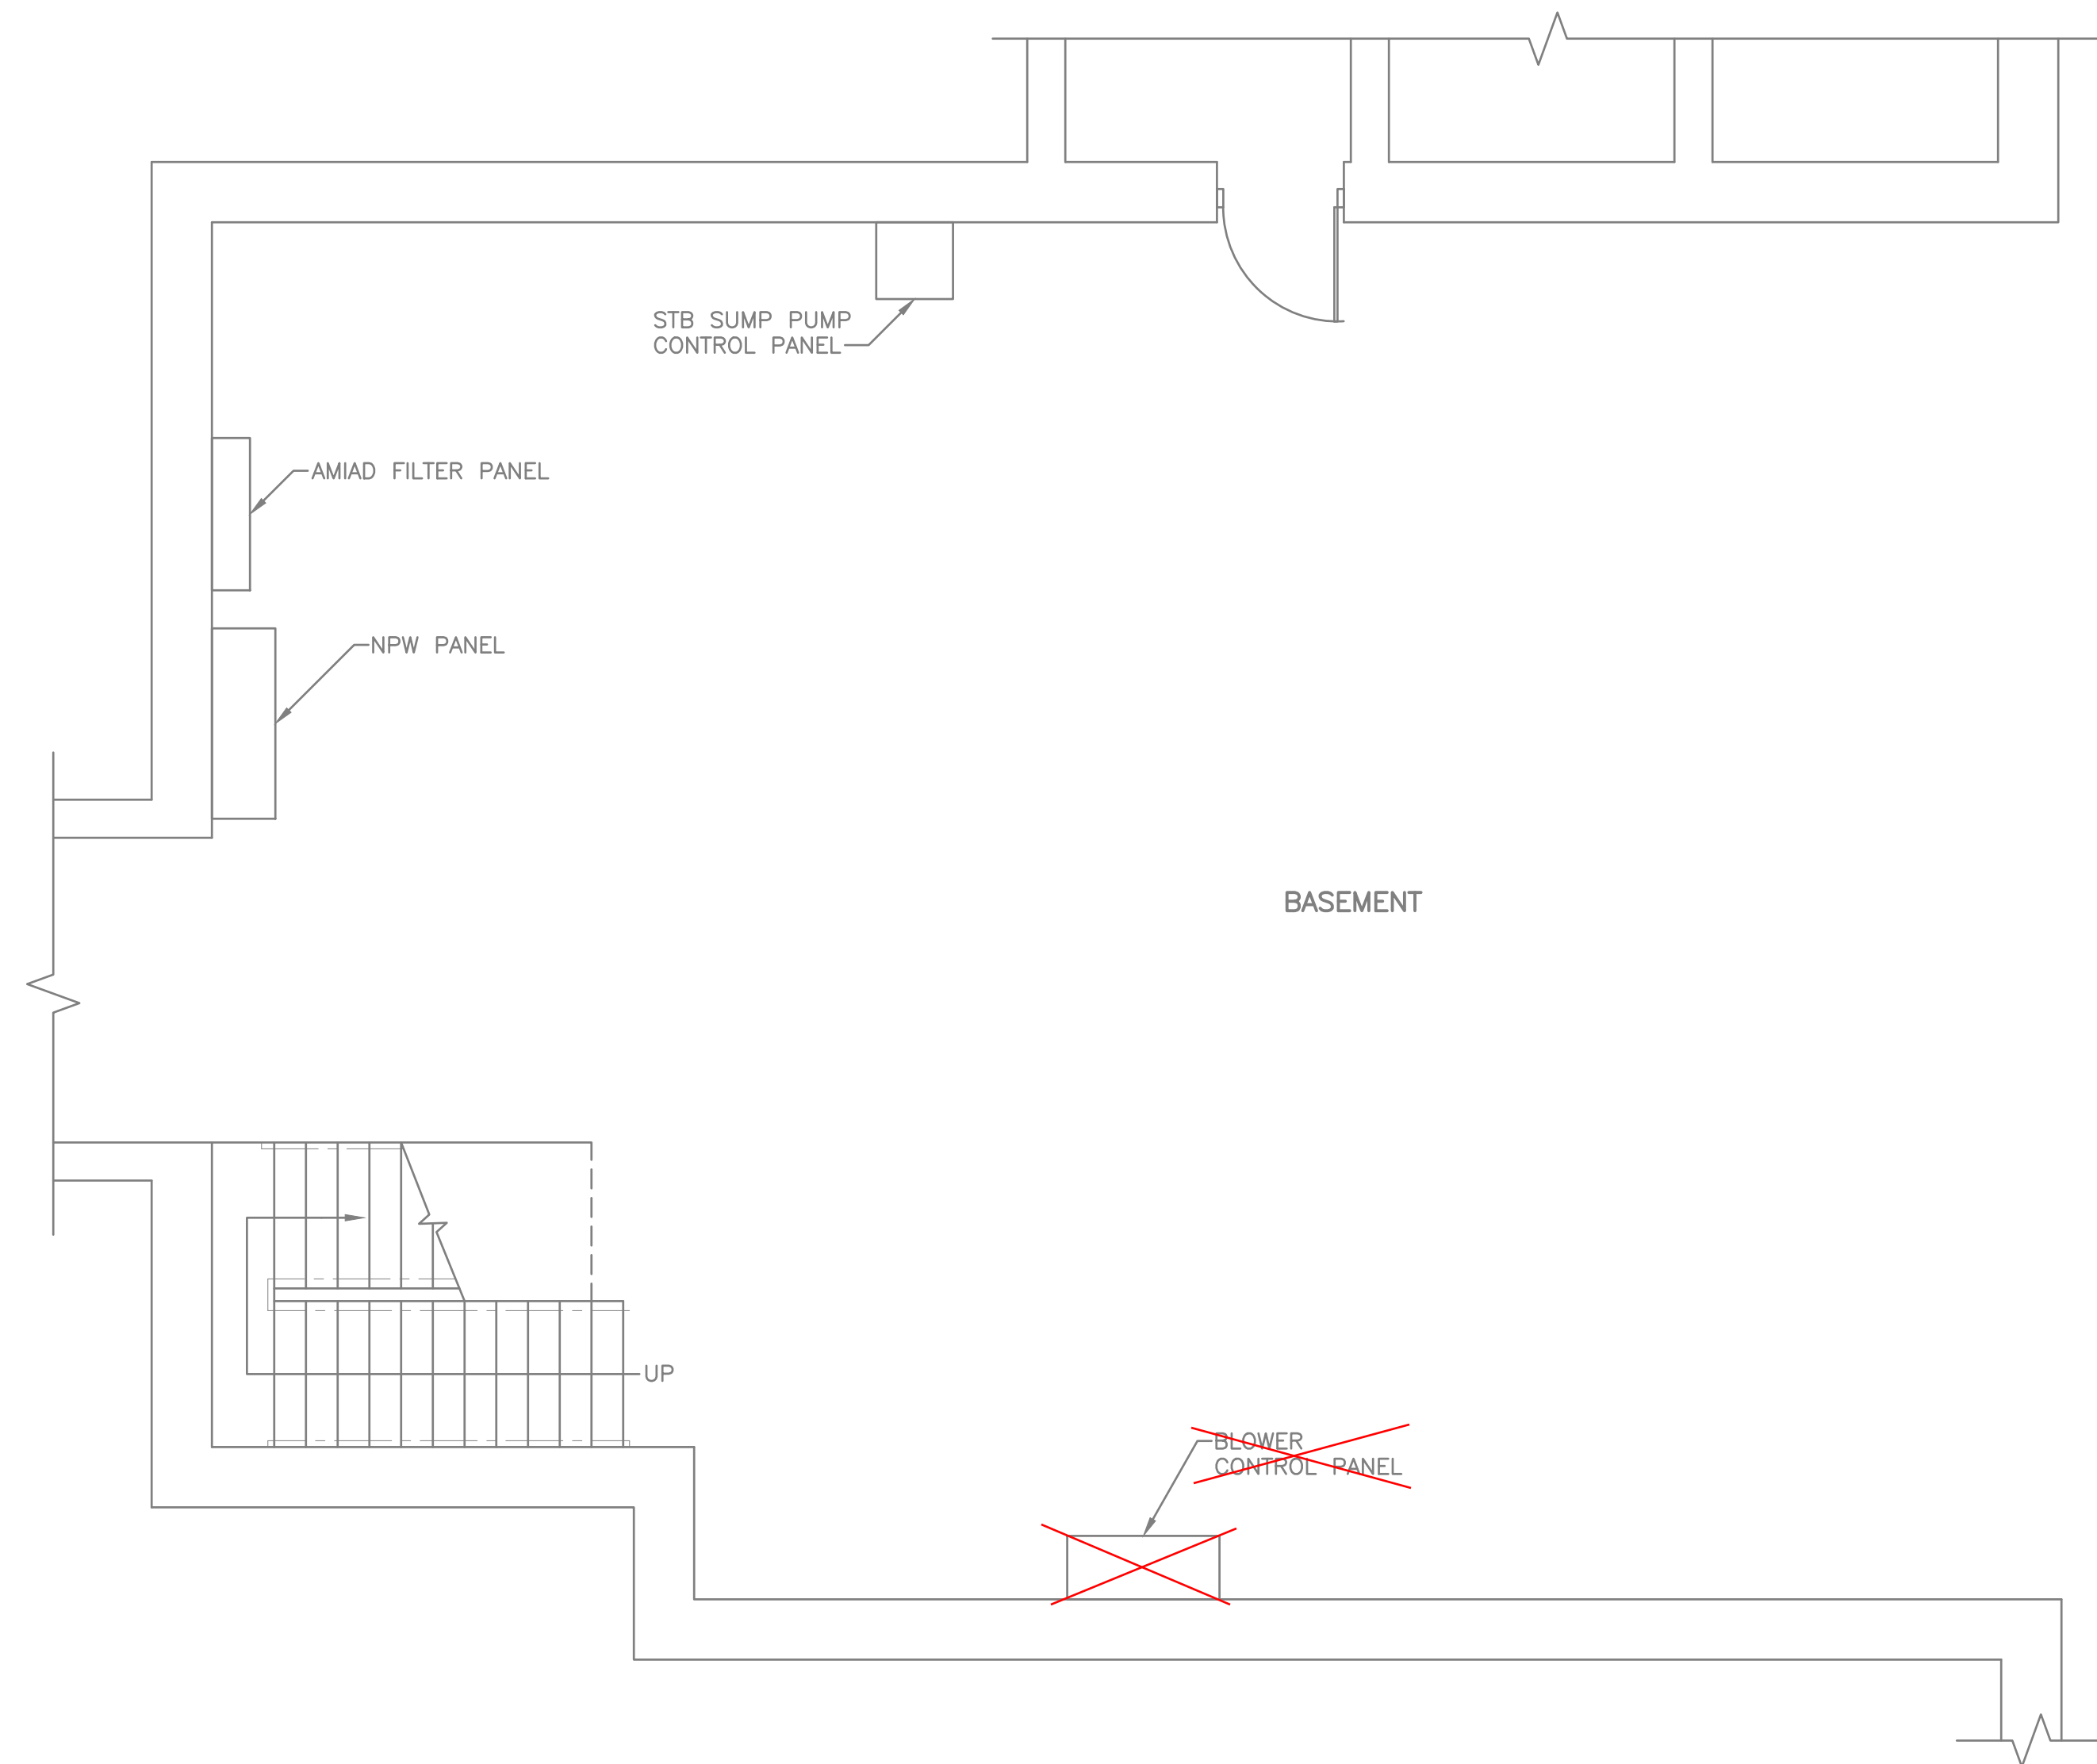 STB SUMP PUMP
CONTROL PANEL
AMIAD FILTER PANEL
NPW PANEL
BASEMENT
UP
BLOWER
CONTROL PANEL